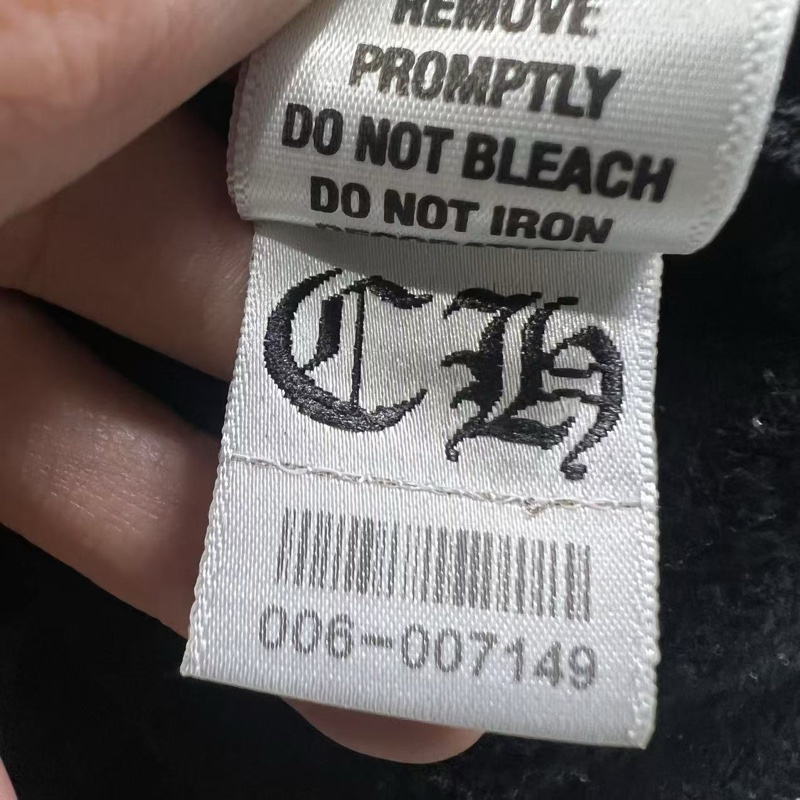 REMOVE
PROMPTLY
DO NOT BLEACH
DO NOT IRON
CH
006-007149